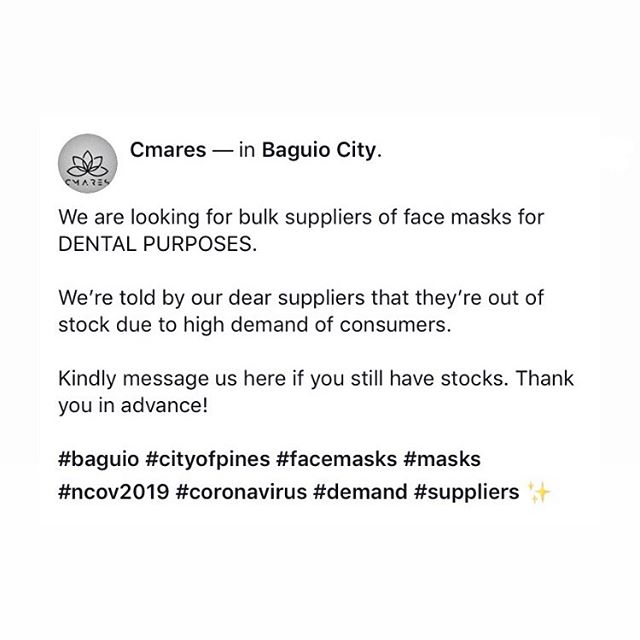 CMARES
Cmares — in Baguio City.
We are looking for bulk suppliers of face masks for
DENTAL PURPOSES.
We’re told by our dear suppliers that they’re out of
stock due to high demand of consumers.
Kindly message us here if you still have stocks. Thank
you in advance!
#baguio #cityofpines #facemasks #masks
#ncov2019 #coronavirus #demand #suppliers ✨